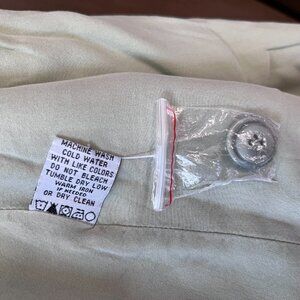 MACHINE WASH
COLD WATER
WITH LIKE COLORS
DO NOT BLEACH
TUMBLE DRY LOW
WARM IRON
IF NEEDED
OR DRY CLEAN